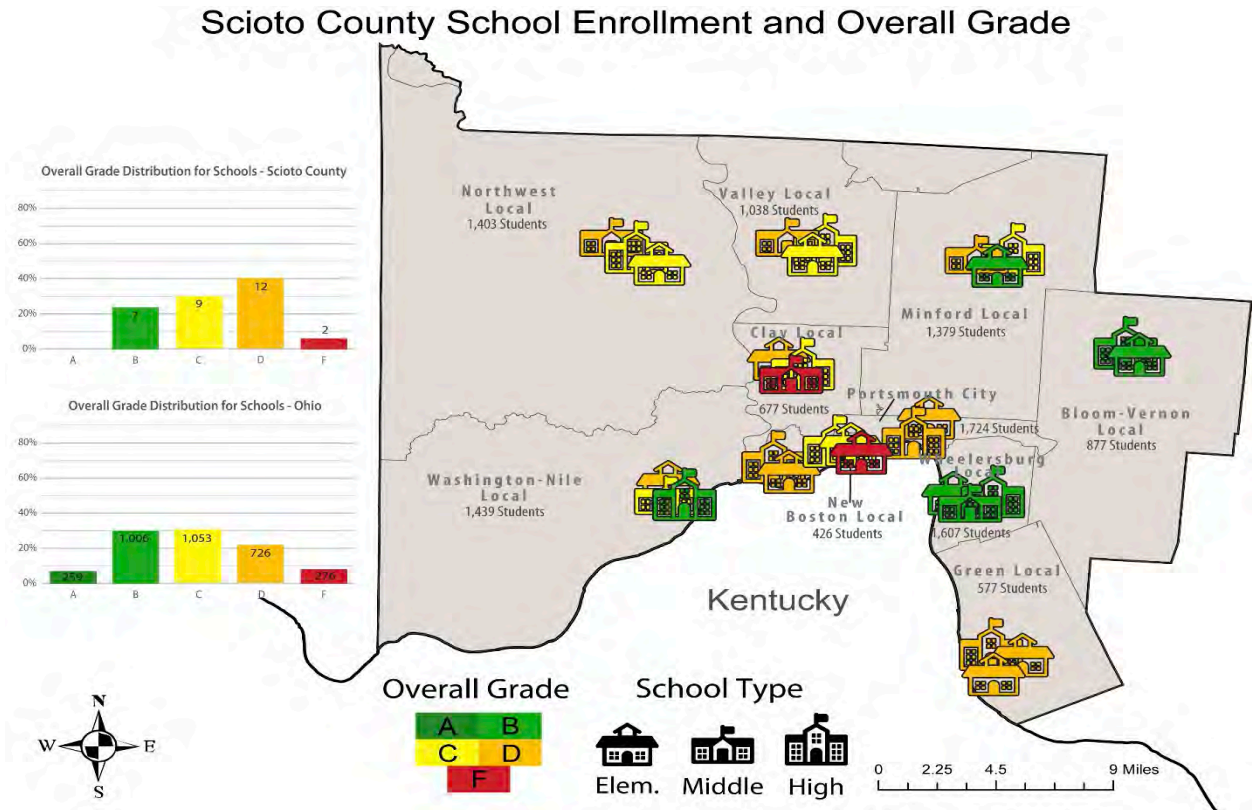 Scioto County School Enrollment and Overall Grade
Overall Grade Distribution for Schools - Scioto County
80%
60%
40%
20%
0%
7
9
12
2
A
B
C
D
F
Overall Grade Distribution for Schools - Ohio
80%
60%
40%
20%
0%
259
1,006
1,053
726
276
A
B
C
D
F
Northwest
Local
1,403 Students
Valley Local
1,038 Students
Minford Local
1,379 Students
Clay Local
677 Students
Portsmouth City
1,724 Students
Bloom-Vernon
Local
877 Students
Washington-Nile
Local
1,439 Students
Wheelersburg
Local
1,607 Students
New
Boston Local
426 Students
Green Local
577 Students
Kentucky
N
W
E
S
Overall Grade
A
B
C
D
F
School Type
Elem.
Middle
High
0
2.25
4.5
9 Miles